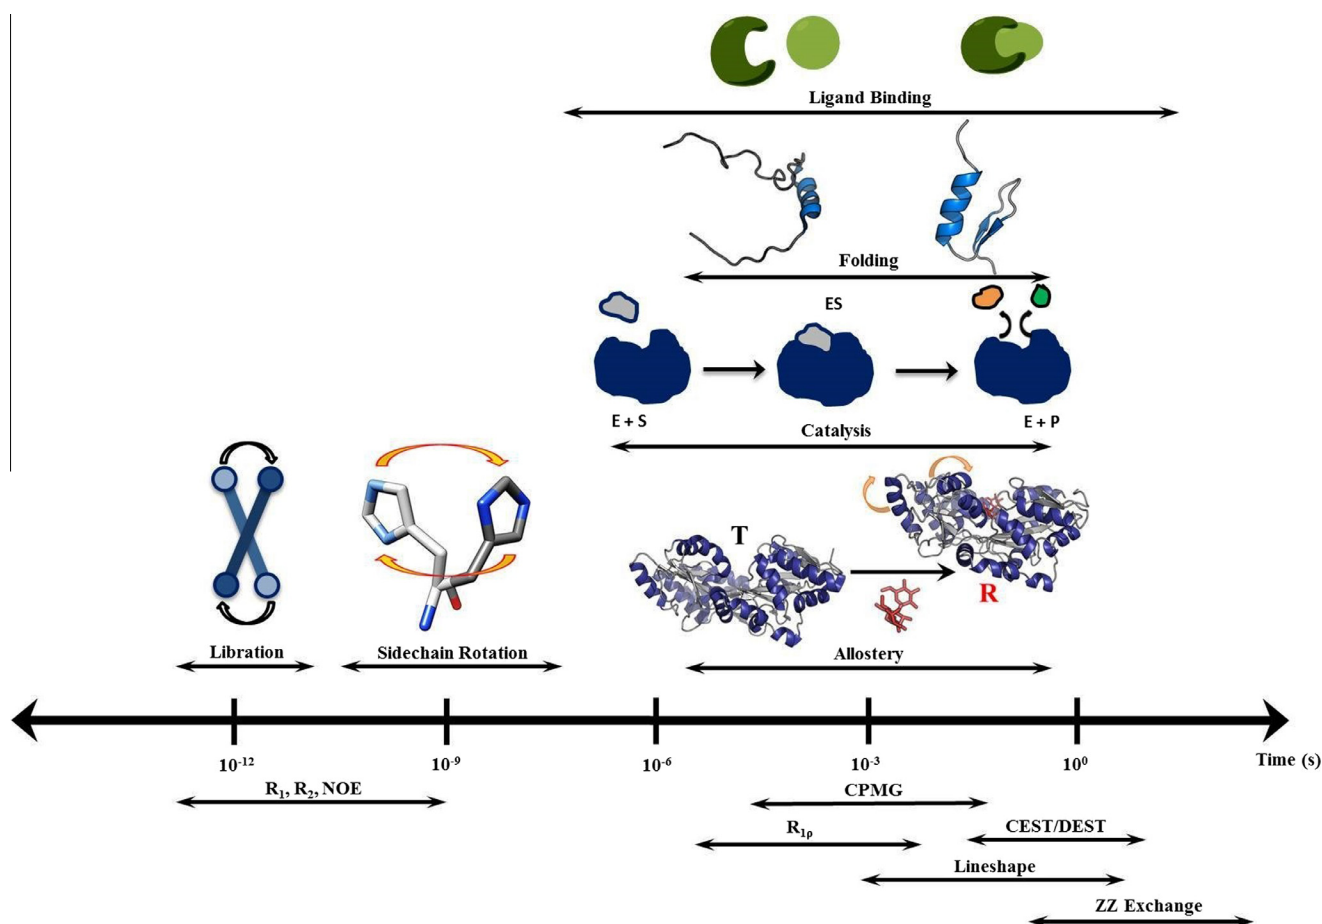 Ligand Binding
Folding
ES
E + S
E + P
Catalysis
T
R
Libration
Sidechain Rotation
Allostery
10-12
10-9
10-6
10-3
100
Time (s)
R1, R2, NOE
CPMG
R1ρ
CEST/DEST
Lineshape
ZZ Exchange